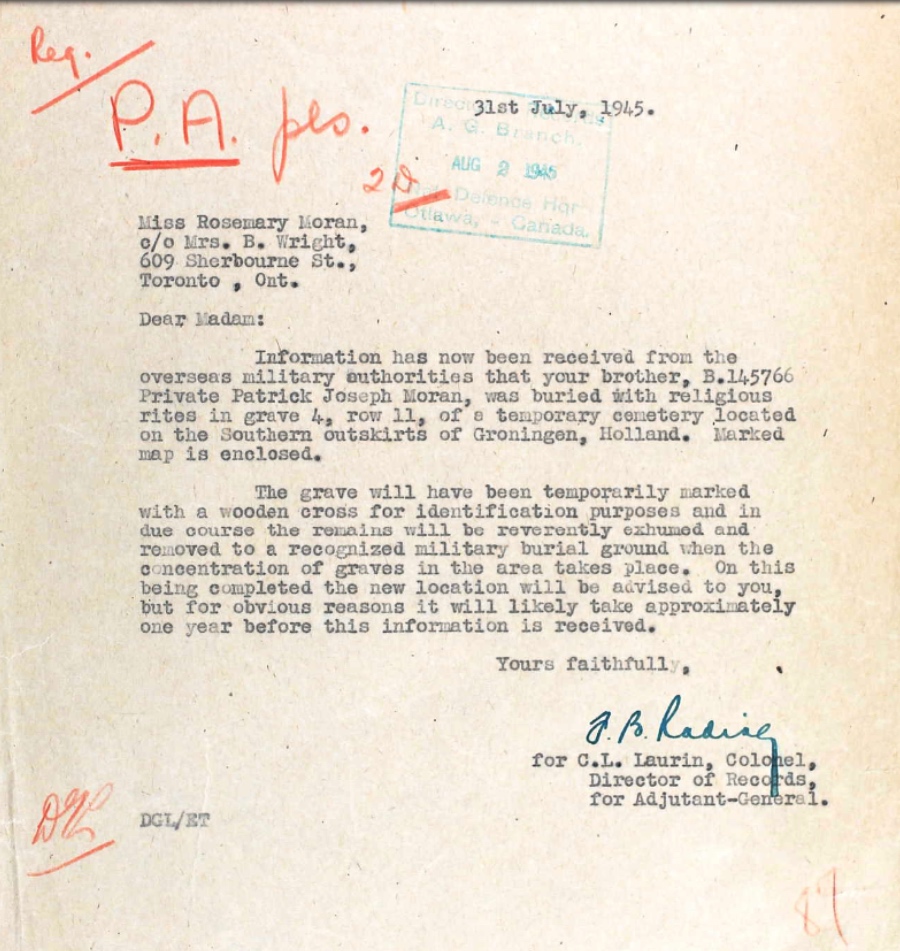 Reg.
P.A. pls.
31st July, 1945.
A. G. Branch.
AUG 2 1945
Defence
Ottawa, - Canada
Miss Rosemary Moran,
c/o Mrs. B. Wright,
609 Sherbourne St.,
Toronto , Ont.
Dear Madam:
Information has now been received from the
overseas military authorities that your brother, B.145766
Private Patrick Joseph Moran, was buried with religious
rites in grave 4, row 11, of a temporary cemetery located
on the Southern outskirts of Groningen, Holland. Marked
map is enclosed.
The grave will have been temporarily marked
with a wooden cross for identification purposes and in
due course the remains will be reverently exhumed and
removed to a recognized military burial ground when the
concentration of graves in the area takes place. On this
being completed the new location will be advised to you,
but for obvious reasons it will likely take approximately
one year before this information is received.
Yours faithfully,
for C.L. Laurin, Colonel,
Director of Records,
for Adjutant-General.
DGL/ET
87